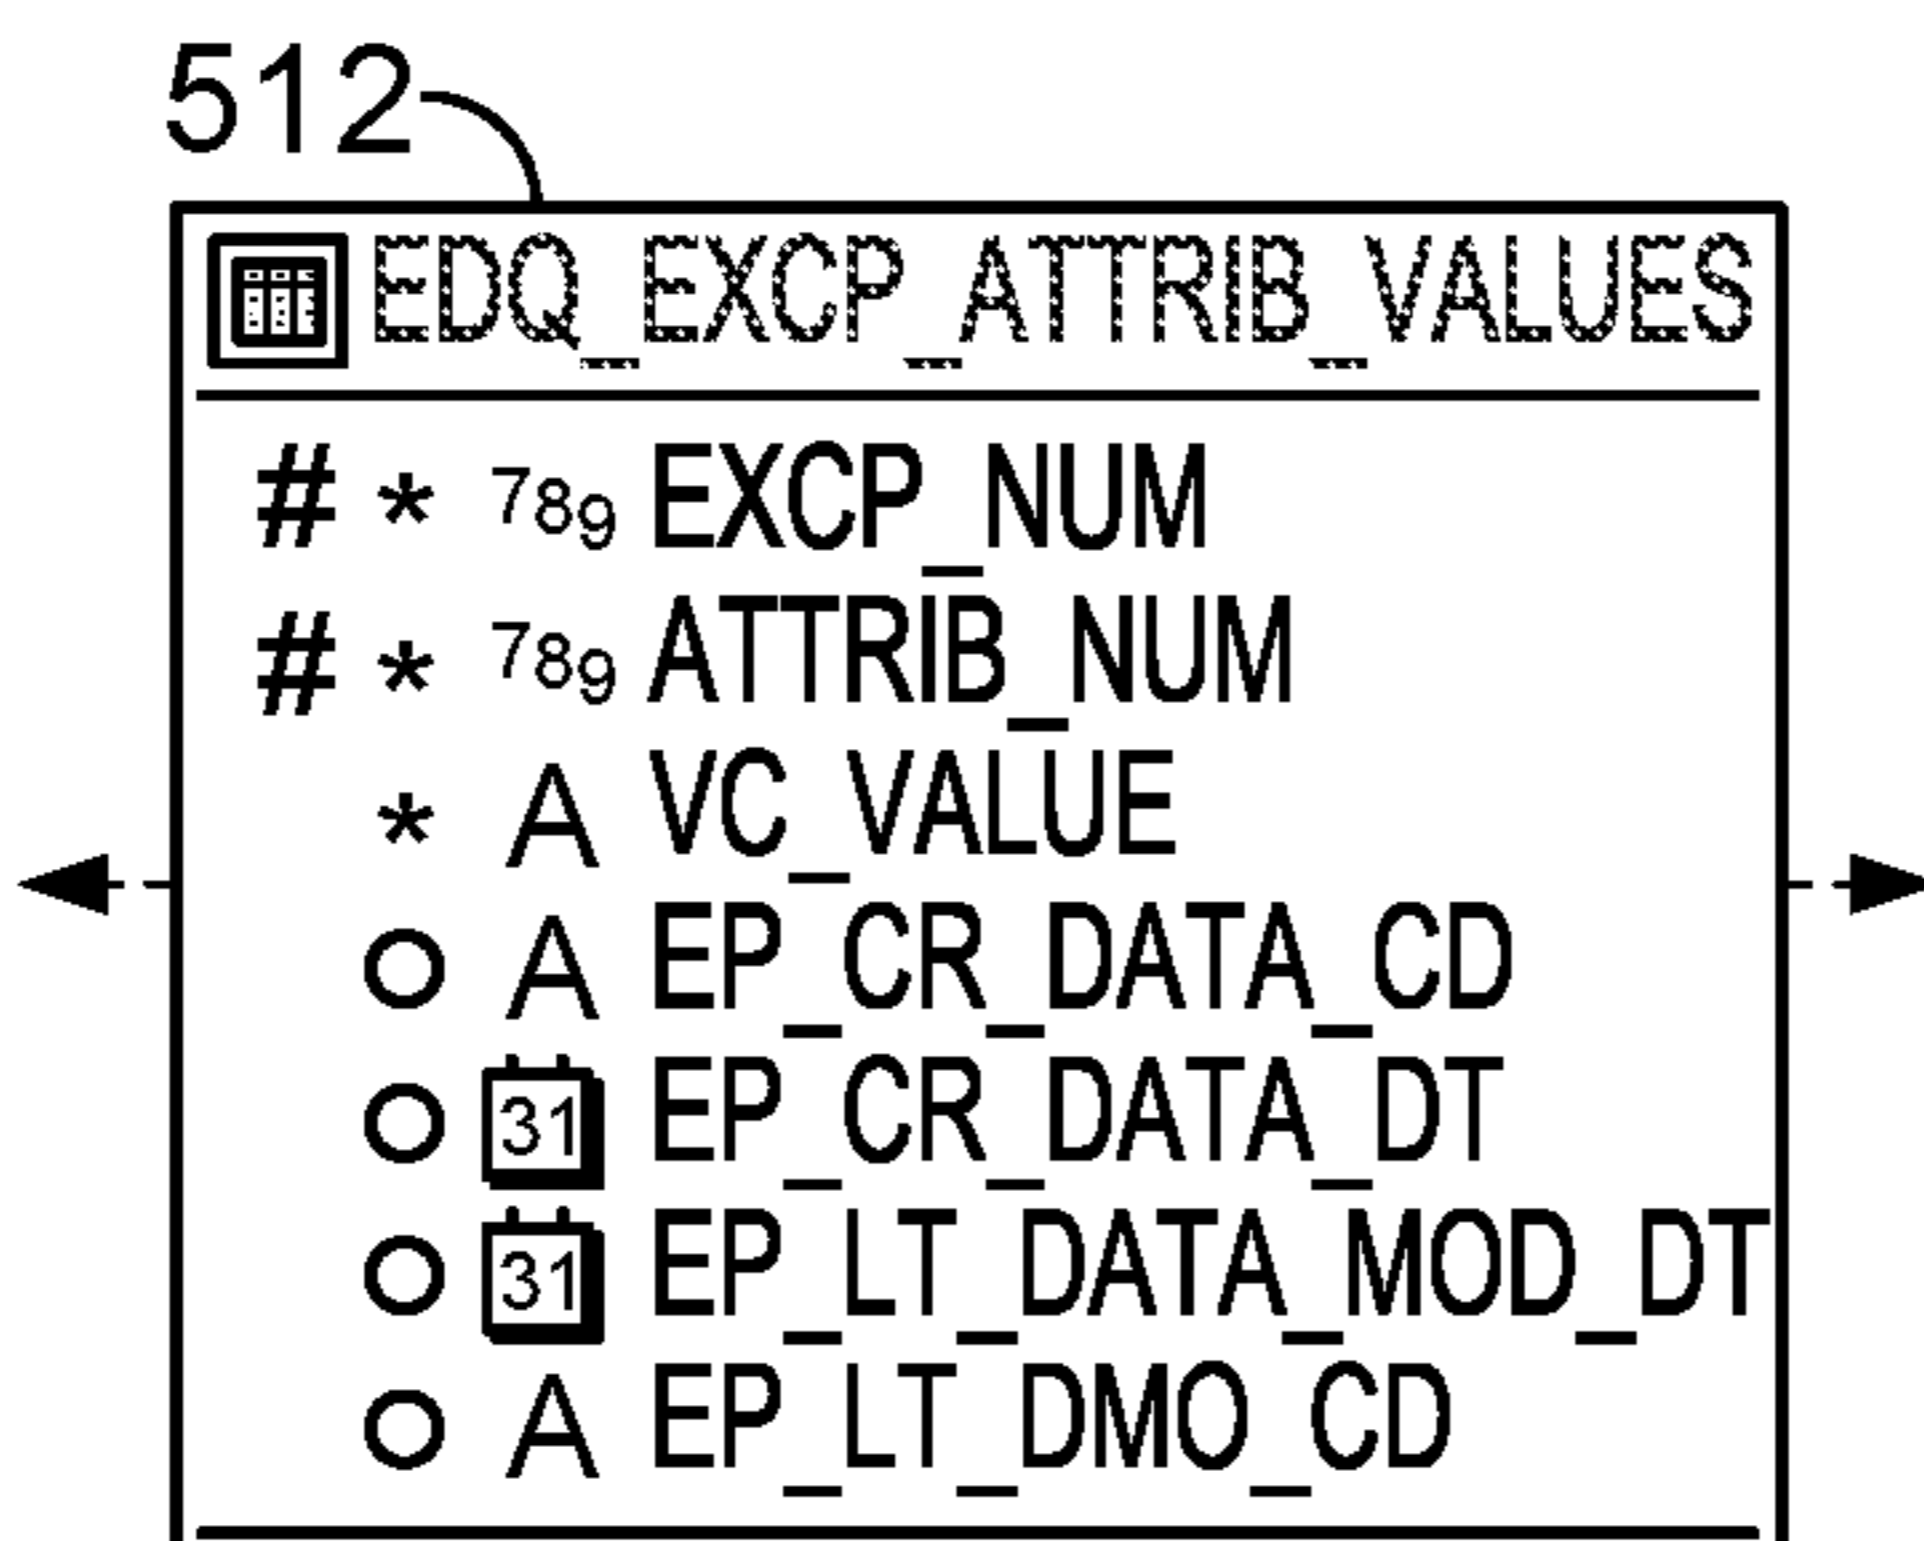 512
EDQ_EXCP_ATTRIB_VALUES
# * 789 EXCP_NUM
# * 789 ATTRIB_NUM
* A VC_VALUE
O A EP_CR_DATA_CD
O 31 EP_CR_DATA_DT
O 31 EP_LT_DATA_MOD_DT
O A EP_LT_DMO_CD